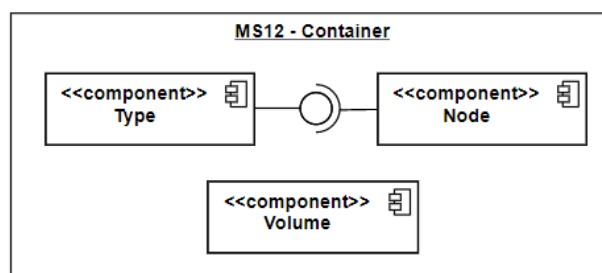 MS12 - Container
<<component>>
Type
<<component>>
Node
<<component>>
Volume